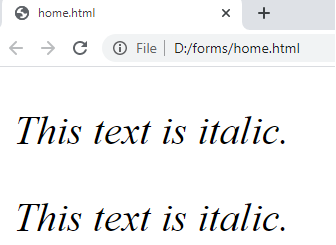 home.html
File | D:/forms/home.html
This text is italic.
This text is italic.